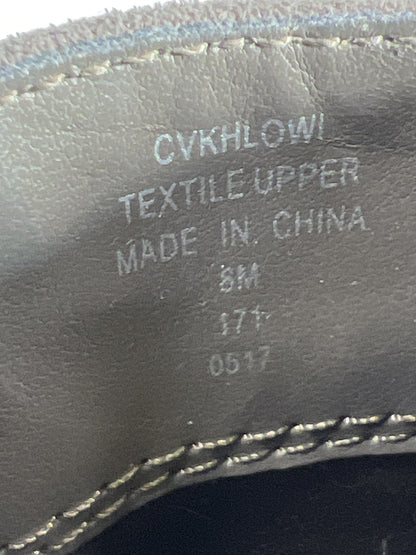 CVKHLOWI
TEXTILE UPPER
MADE IN CHINA
8M
171
0517